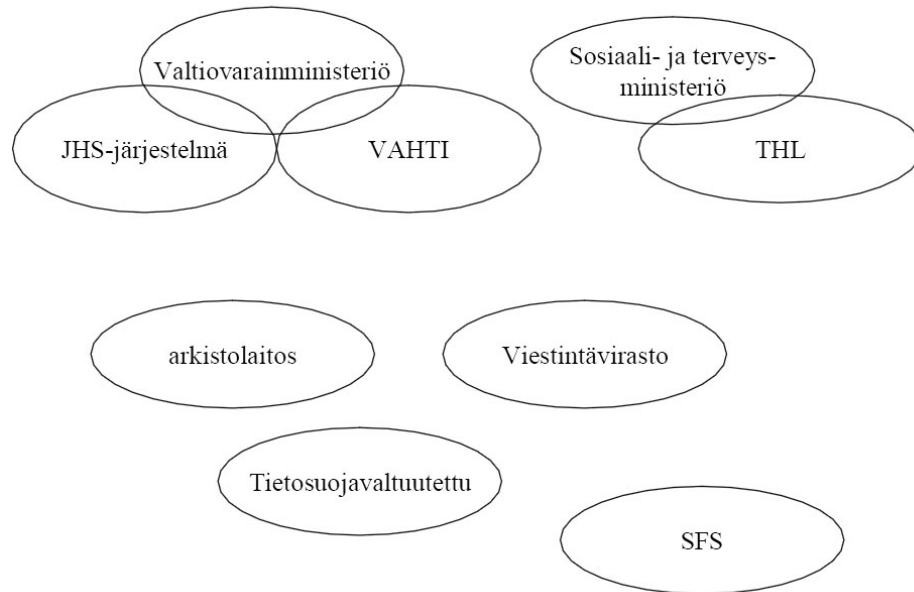 Valtiovarainministeriö
Sosiaali- ja terveys-
ministeriö
JHS-järjestelmä
VAHTI
THL
arkistolaitos
Viestintävirasto
Tietosuojavaltuutettu
SFS